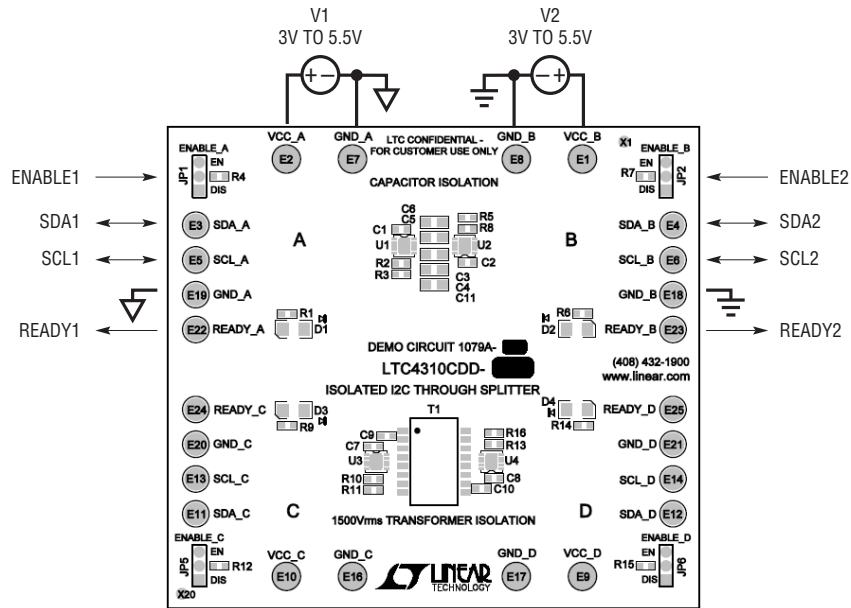 V1
3V TO 5.5V
V2
3V TO 5.5V
+ −
− +
VCC_A
GND_A
LTC CONFIDENTIAL -
FOR CUSTOMER USE ONLY
GND_B
VCC_B
X1
E2
E7
E8
E1
ENABLE_A
EN
JP1
R4
DIS
ENABLE_B
EN
R7
JP2
DIS
ENABLE1
ENABLE2
CAPACITOR ISOLATION
SDA1
E3 SDA_A
SDA_B E4
SDA2
SCL1
E5 SCL_A
SCL_B E6
SCL2
E19 GND_A
GND_B E18
READY1
E22 READY_A
READY_B E23
READY2
A
B
C6
C5
C1
U1
R2
R3
R5
R8
U2
C2
C3
C4
C11
R1
D1
R6
D2
DEMO CIRCUIT 1079A-
LTC4310CDD-
(408) 432-1900
www.linear.com
ISOLATED I2C THROUGH SPLITTER
E24 READY_C
READY_D E25
D3
R9
D4
R14
T1
E20 GND_C
GND_D E21
C9
C7
U3
R10
R11
R16
R13
U4
C8
C10
E13 SCL_C
SCL_D E14
E11 SDA_C
SDA_D E12
C
D
1500Vrms TRANSFORMER ISOLATION
ENABLE_C
EN
JP5
R12
DIS
X20
ENABLE_D
EN
R15
JP6
DIS
VCC_C
GND_C
GND_D
VCC_D
E10
E16
LINEAR
TECHNOLOGY
E17
E9